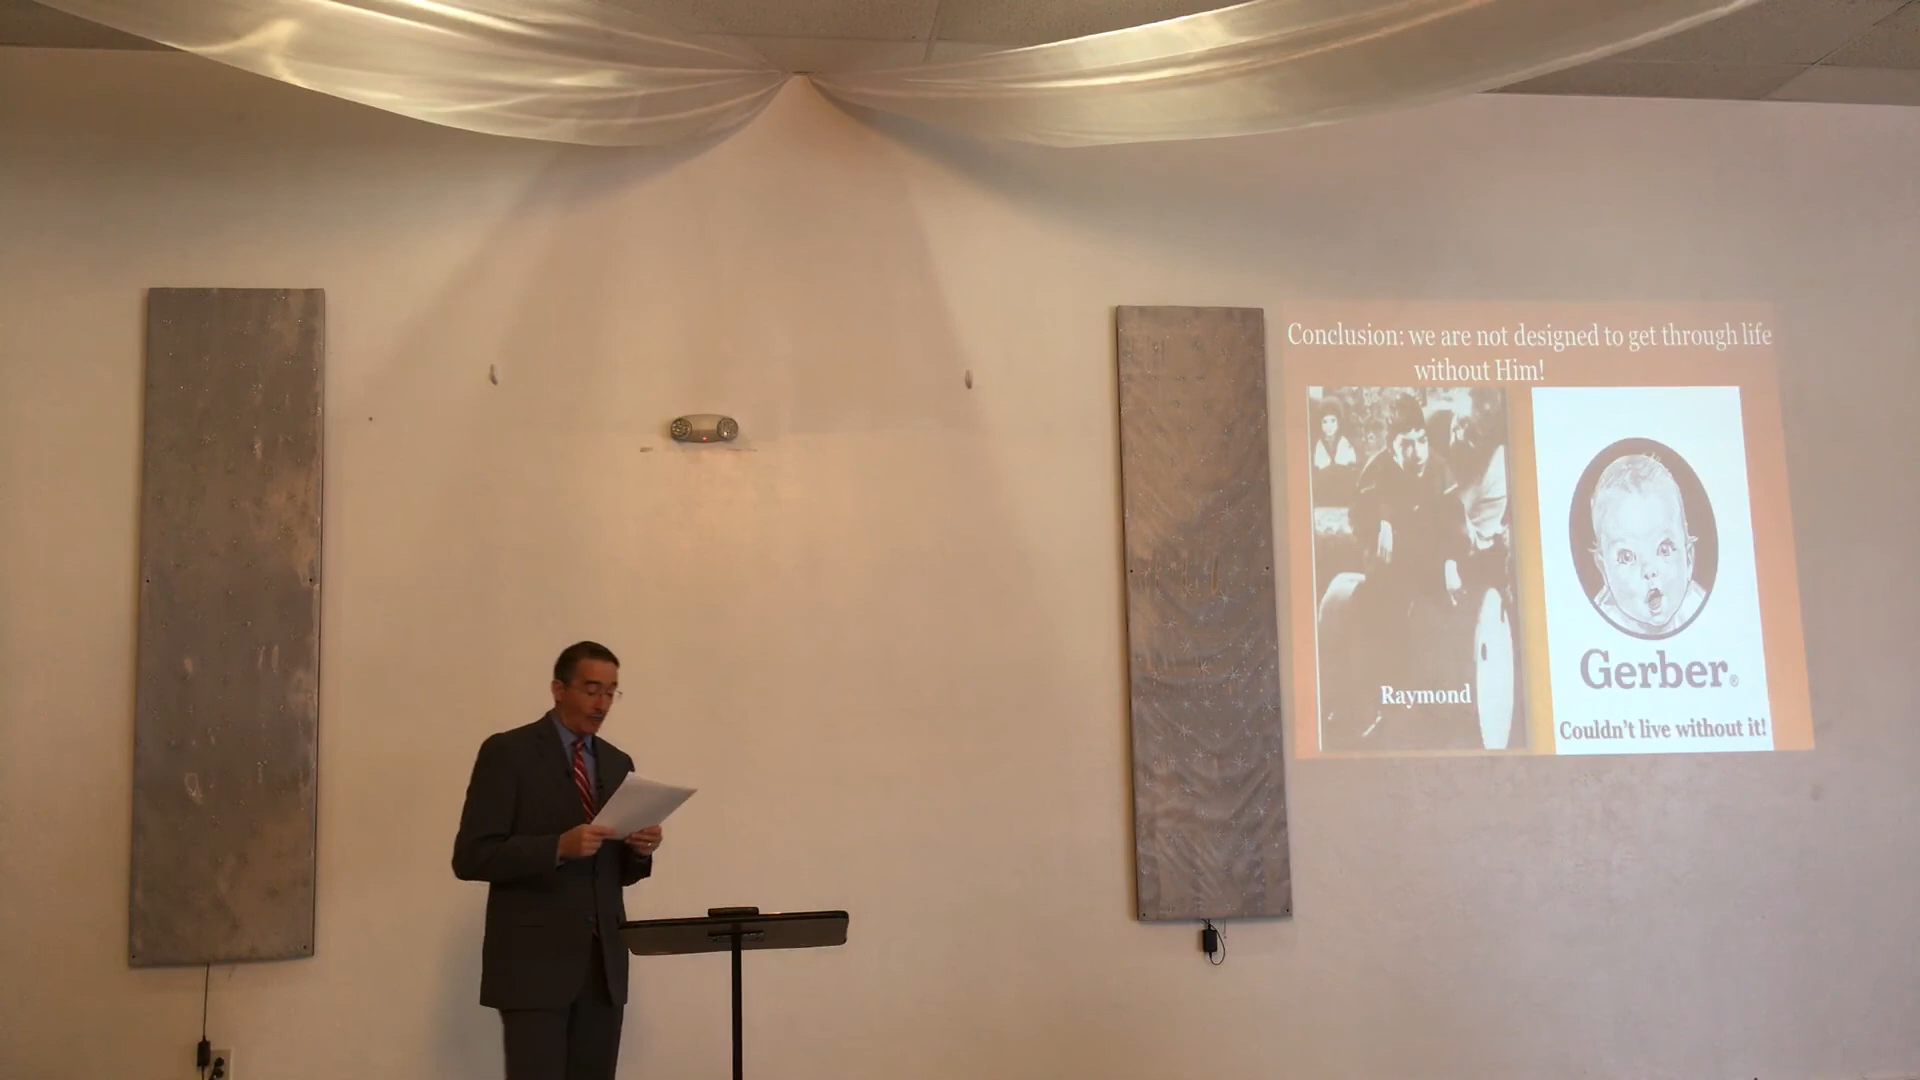 Conclusion: we are not designed to get through life
without Him!
Raymond
Gerber®
Couldn't live without it!